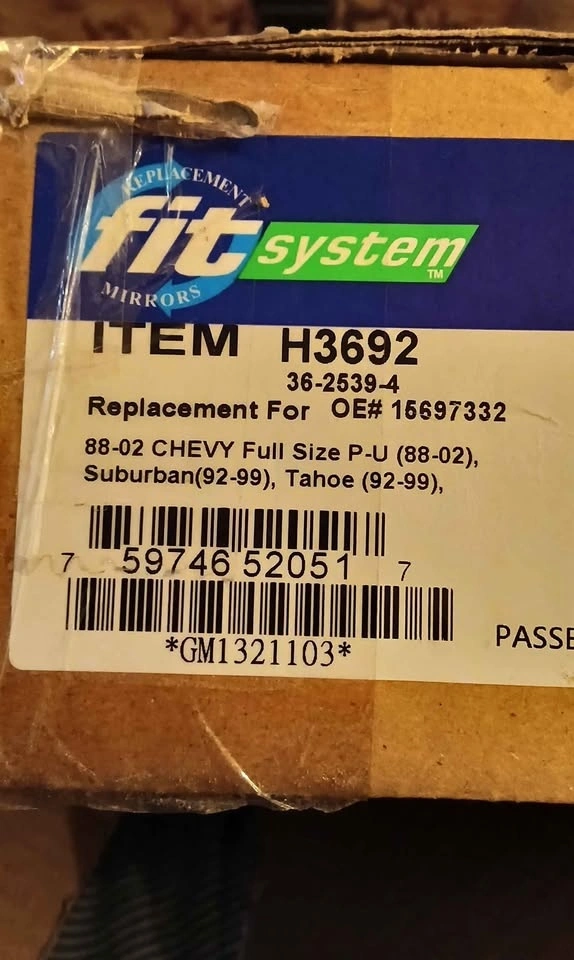 REPLACEMENT
fit system™
MIRRORS
ITEM H3692
36-2539-4
Replacement For OE# 15697332
88-02 CHEVY Full Size P-U (88-02),
Suburban(92-99), Tahoe (92-99),
7 59746 52051 7
PASSE
*GM1321103*